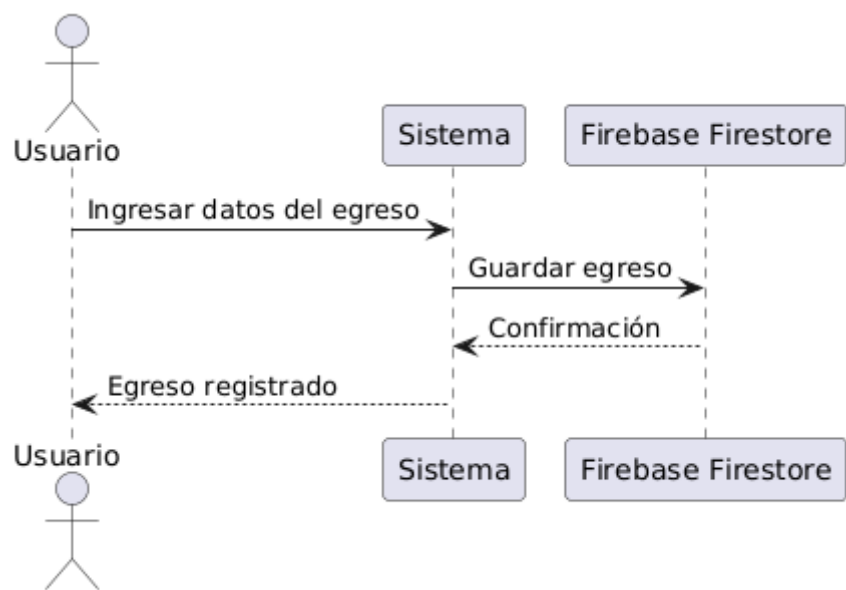 Usuario
Sistema
Firebase Firestore
Ingresar datos del egreso
Guardar egreso
Confirmación
Egreso registrado
Usuario
Sistema
Firebase Firestore